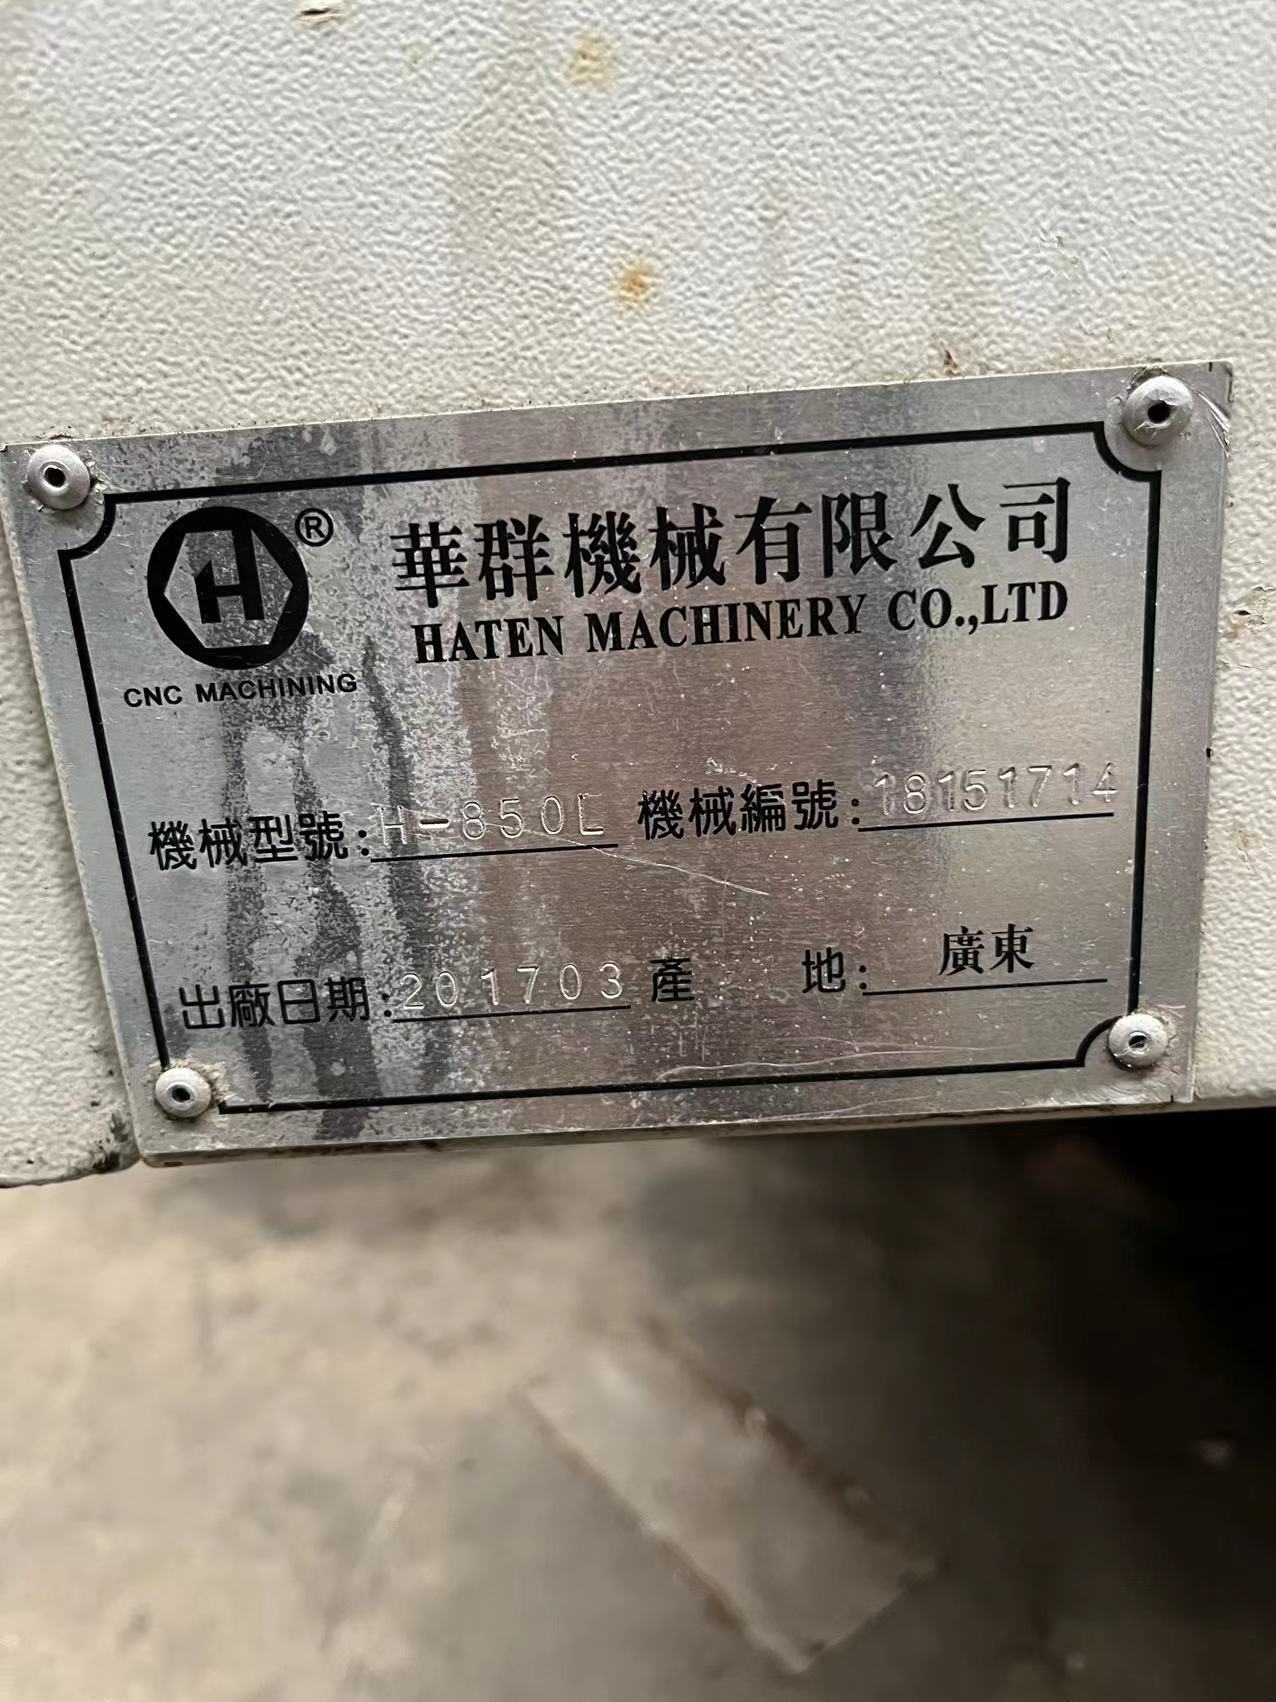 H ®
華群機械有限公司
HATEN MACHINERY CO.,LTD
CNC MACHINING
機械型號:H-850L 機械編號:18151714
出廠日期:201703 產 地:廣東